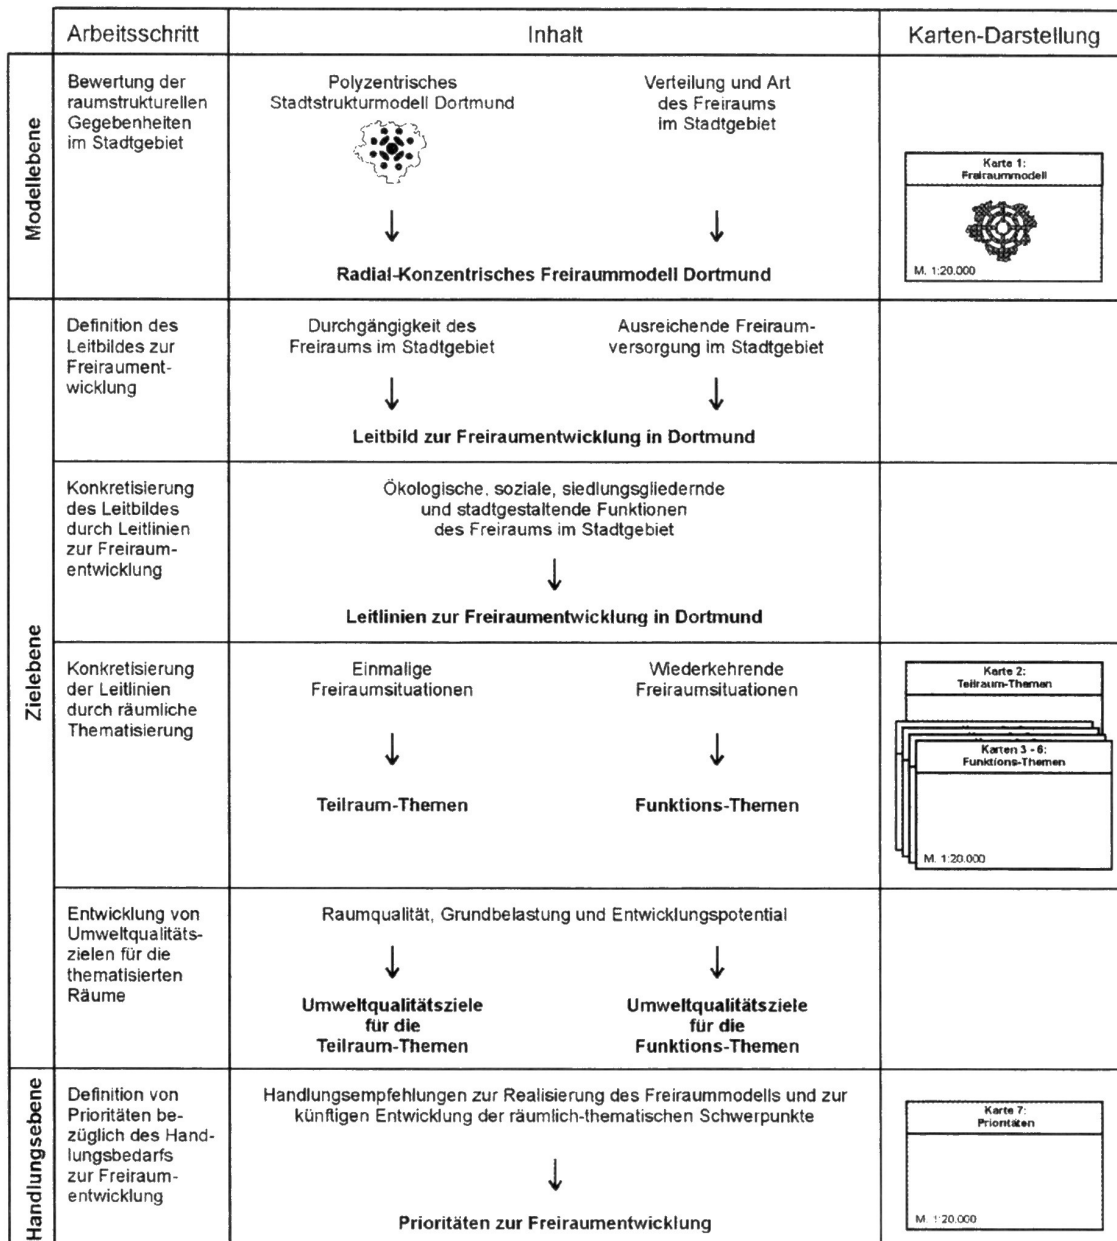 Arbeitsschritt
Inhalt
Karten-Darstellung
Modellebene
Bewertung der
raumstrukturellen
Gegebenheiten
im Stadtgebiet
Polyzentrisches
Stadtstrukturmodell Dortmund
Verteilung und Art
des Freiraums
im Stadtgebiet
Radial-Konzentrisches Freiraummodell Dortmund
Karte 1:
Freiraummodell
M. 1:20.000
Zielebene
Definition des
Leitbildes zur
Freiraument-
wicklung
Durchgängigkeit des
Freiraums im Stadtgebiet
Ausreichende Freiraum-
versorgung im Stadtgebiet
Leitbild zur Freiraumentwicklung in Dortmund
Konkretisierung
des Leitbildes
durch Leitlinien
zur Freiraum-
entwicklung
Ökologische, soziale, siedlungsgliedernde
und stadtgestaltende Funktionen
des Freiraums im Stadtgebiet
Leitlinien zur Freiraumentwicklung in Dortmund
Konkretisierung
der Leitlinien
durch räumliche
Thematisierung
Einmalige
Freiraumsituationen
Wiederkehrende
Freiraumsituationen
Teilraum-Themen
Funktions-Themen
Karte 2:
Teilraum-Themen
Karten 3 - 6:
Funktions-Themen
M. 1:20.000
Entwicklung von
Umweltqualitäts-
zielen für die
thematisierten
Räume
Raumqualität, Grundbelastung und Entwicklungspotential
Umweltqualitätsziele
für die
Teilraum-Themen
Umweltqualitätsziele
für die
Funktions-Themen
Handlungsebene
Definition von
Prioritäten be-
züglich des Hand-
lungsbedarfs
zur Freiraum-
entwicklung
Handlungsempfehlungen zur Realisierung des Freiraummodells und zur
künftigen Entwicklung der räumlich-thematischen Schwerpunkte
Prioritäten zur Freiraumentwicklung
Karte 7:
Prioritäten
M. 1:20.000